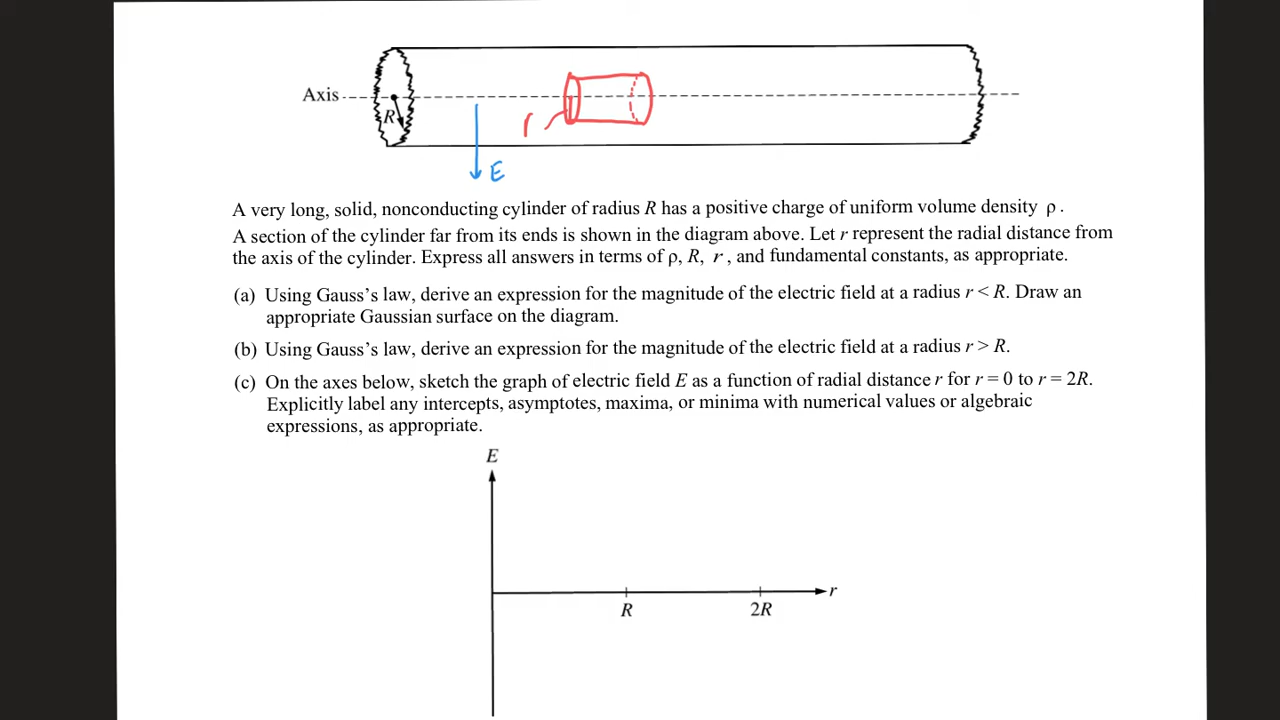 Axis
R
r
E
A very long, solid, nonconducting cylinder of radius R has a positive charge of uniform volume density ρ.
A section of the cylinder far from its ends is shown in the diagram above. Let r represent the radial distance from
the axis of the cylinder. Express all answers in terms of ρ, R, r, and fundamental constants, as appropriate.
(a) Using Gauss's law, derive an expression for the magnitude of the electric field at a radius r < R. Draw an
appropriate Gaussian surface on the diagram.
(b) Using Gauss's law, derive an expression for the magnitude of the electric field at a radius r > R.
(c) On the axes below, sketch the graph of electric field E as a function of radial distance r for r = 0 to r = 2R.
Explicitly label any intercepts, asymptotes, maxima, or minima with numerical values or algebraic
expressions, as appropriate.
E
r
R 2R